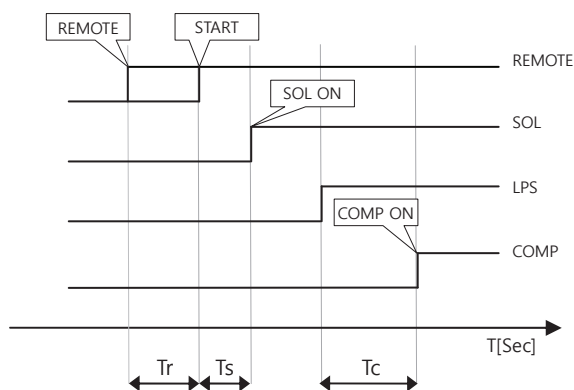 REMOTE
START
REMOTE
SOL ON
SOL
LPS
COMP ON
COMP
T[Sec]
Tr
Ts
Tc